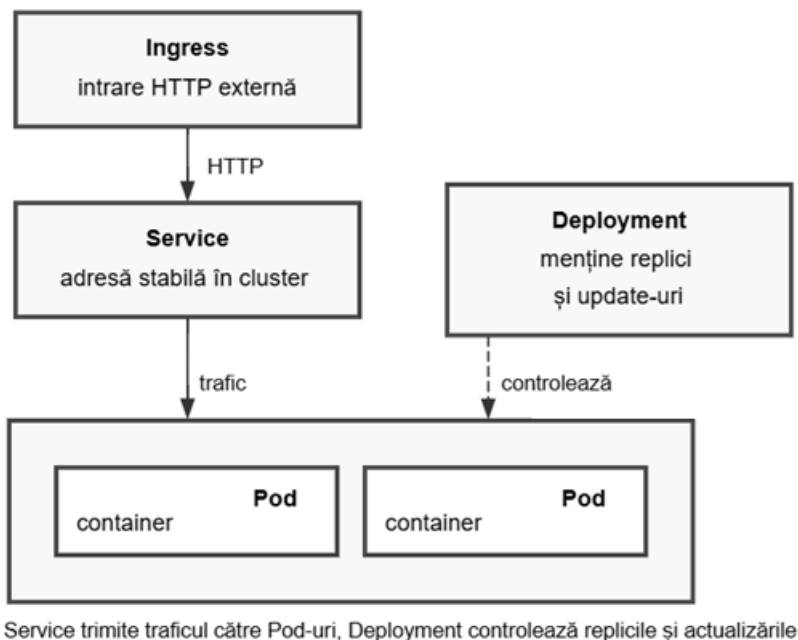 Ingress
intrare HTTP externă
HTTP
Service
adresă stabilă în cluster
Deployment
menține replici
și update-uri
trafic
controlează
Pod
container
Pod
container
Service trimite traficul către Pod-uri, Deployment controlează replicile și actualizările